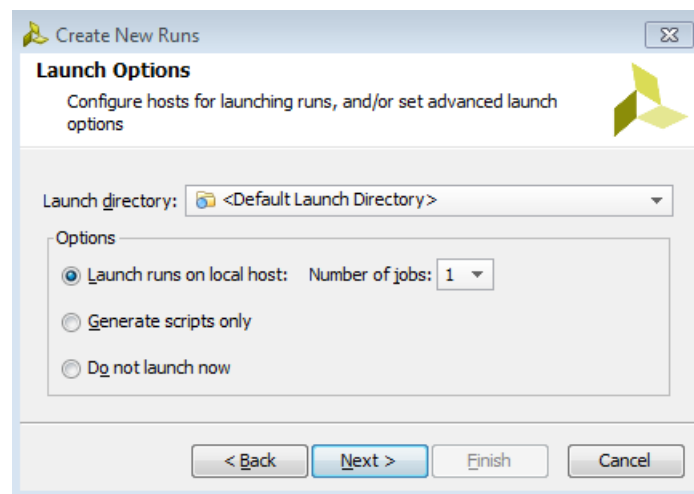 Create New Runs
Launch Options
Configure hosts for launching runs, and/or set advanced launch
options
Launch directory: <Default Launch Directory>
Options
Launch runs on local host: Number of jobs: 1
Generate scripts only
Do not launch now
< Back Next > Finish Cancel